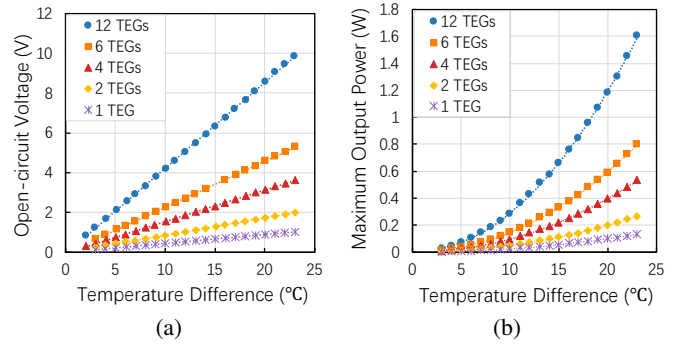 Open-circuit Voltage (V)
12
10
8
6
4
2
0
12 TEGs
6 TEGs
4 TEGs
2 TEGs
1 TEG
0
5
10
15
20
25
Temperature Difference (℃)
(a)
Maximum Output Power (W)
1.8
1.6
1.4
1.2
1
0.8
0.6
0.4
0.2
0
12 TEGs
6 TEGs
4 TEGs
2 TEGs
1 TEG
0
5
10
15
20
25
Temperature Difference (℃)
(b)